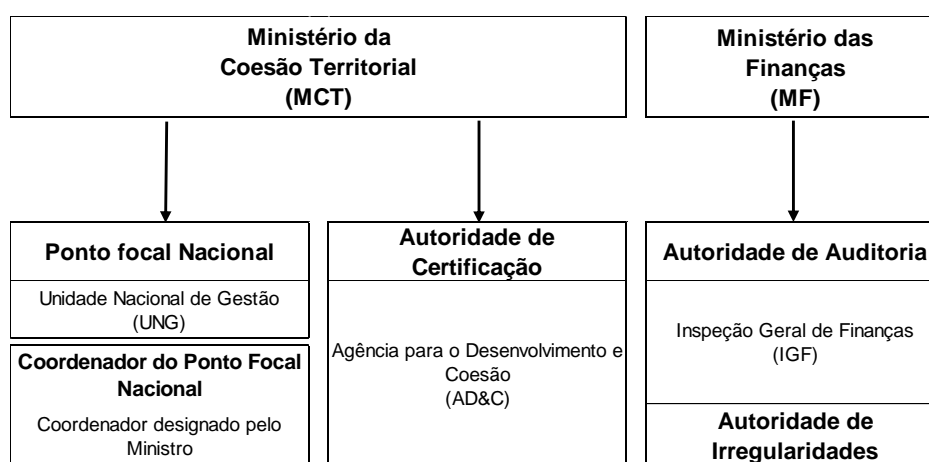 Ministério da
Coesão Territorial
(MCT)
Ministério das
Finanças
(MF)
Ponto focal Nacional
Unidade Nacional de Gestão
(UNG)
Coordenador do Ponto Focal
Nacional
Coordenador designado pelo
Ministro
Autoridade de
Certificação
Agência para o Desenvolvimento e
Coesão
(AD&C)
Autoridade de Auditoria
Inspeção Geral de Finanças
(IGF)
Autoridade de
Irregularidades